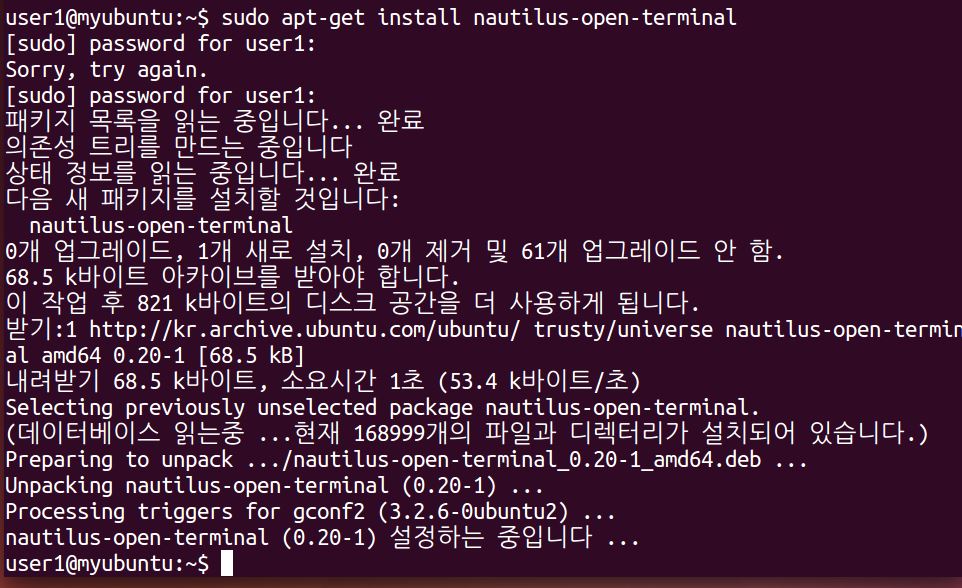 user1@myubuntu:~$ sudo apt-get install nautilus-open-terminal
[sudo] password for user1:
Sorry, try again.
[sudo] password for user1:
패키지 목록을 읽는 중입니다... 완료
의존성 트리를 만드는 중입니다
상태 정보를 읽는 중입니다... 완료
다음 새 패키지를 설치할 것입니다:
  nautilus-open-terminal
0개 업그레이드, 1개 새로 설치, 0개 제거 및 61개 업그레이드 안 함.
68.5 k바이트 아카이브를 받아야 합니다.
이 작업 후 821 k바이트의 디스크 공간을 더 사용하게 됩니다.
받기:1 http://kr.archive.ubuntu.com/ubuntu/ trusty/universe nautilus-open-termin
al amd64 0.20-1 [68.5 kB]
내려받기 68.5 k바이트, 소요시간 1초 (53.4 k바이트/초)
Selecting previously unselected package nautilus-open-terminal.
(데이터베이스 읽는중 ...현재 168999개의 파일과 디렉터리가 설치되어 있습니다.)
Preparing to unpack .../nautilus-open-terminal_0.20-1_amd64.deb ...
Unpacking nautilus-open-terminal (0.20-1) ...
Processing triggers for gconf2 (3.2.6-0ubuntu2) ...
nautilus-open-terminal (0.20-1) 설정하는 중입니다 ...
user1@myubuntu:~$